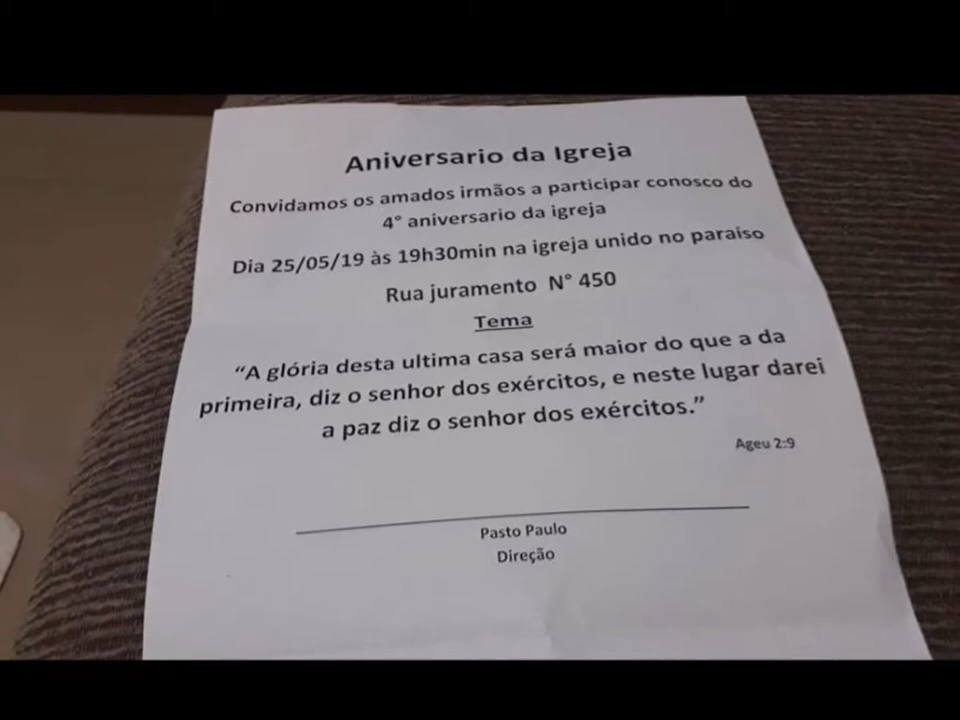 Aniversario da Igreja
Convidamos os amados irmãos a participar conosco do
4° aniversario da igreja
Dia 25/05/19 às 19h30min na igreja unido no paraiso
Rua juramento N° 450
Tema
“A glória desta ultima casa será maior do que a da
primeira, diz o senhor dos exércitos, e neste lugar darei
a paz diz o senhor dos exércitos.”
Ageu 2:9
Pasto Paulo
Direção